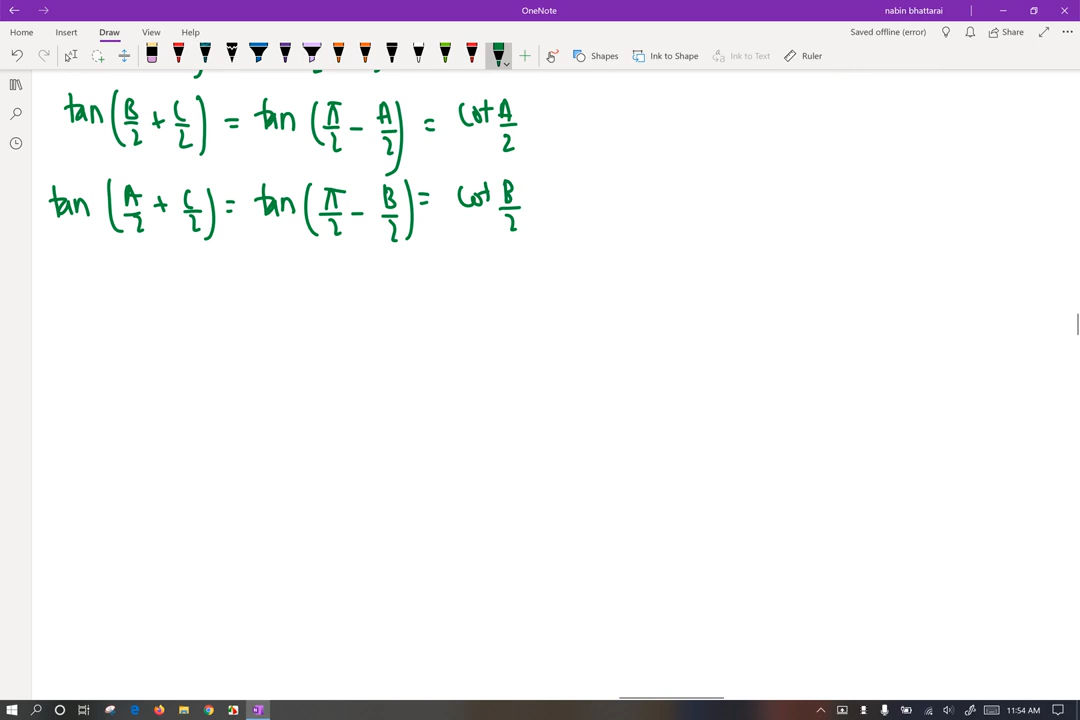 OneNote
nabin bhattarai
Home Insert Draw View Help
Saved offline (error) Share
Shapes Ink to Shape Ink to Text Ruler
tan(B/2 + C/2) = tan(π/2 - A/2) = cot A/2
tan(A/2 + C/2) = tan(π/2 - B/2) = cot B/2
11:54 AM